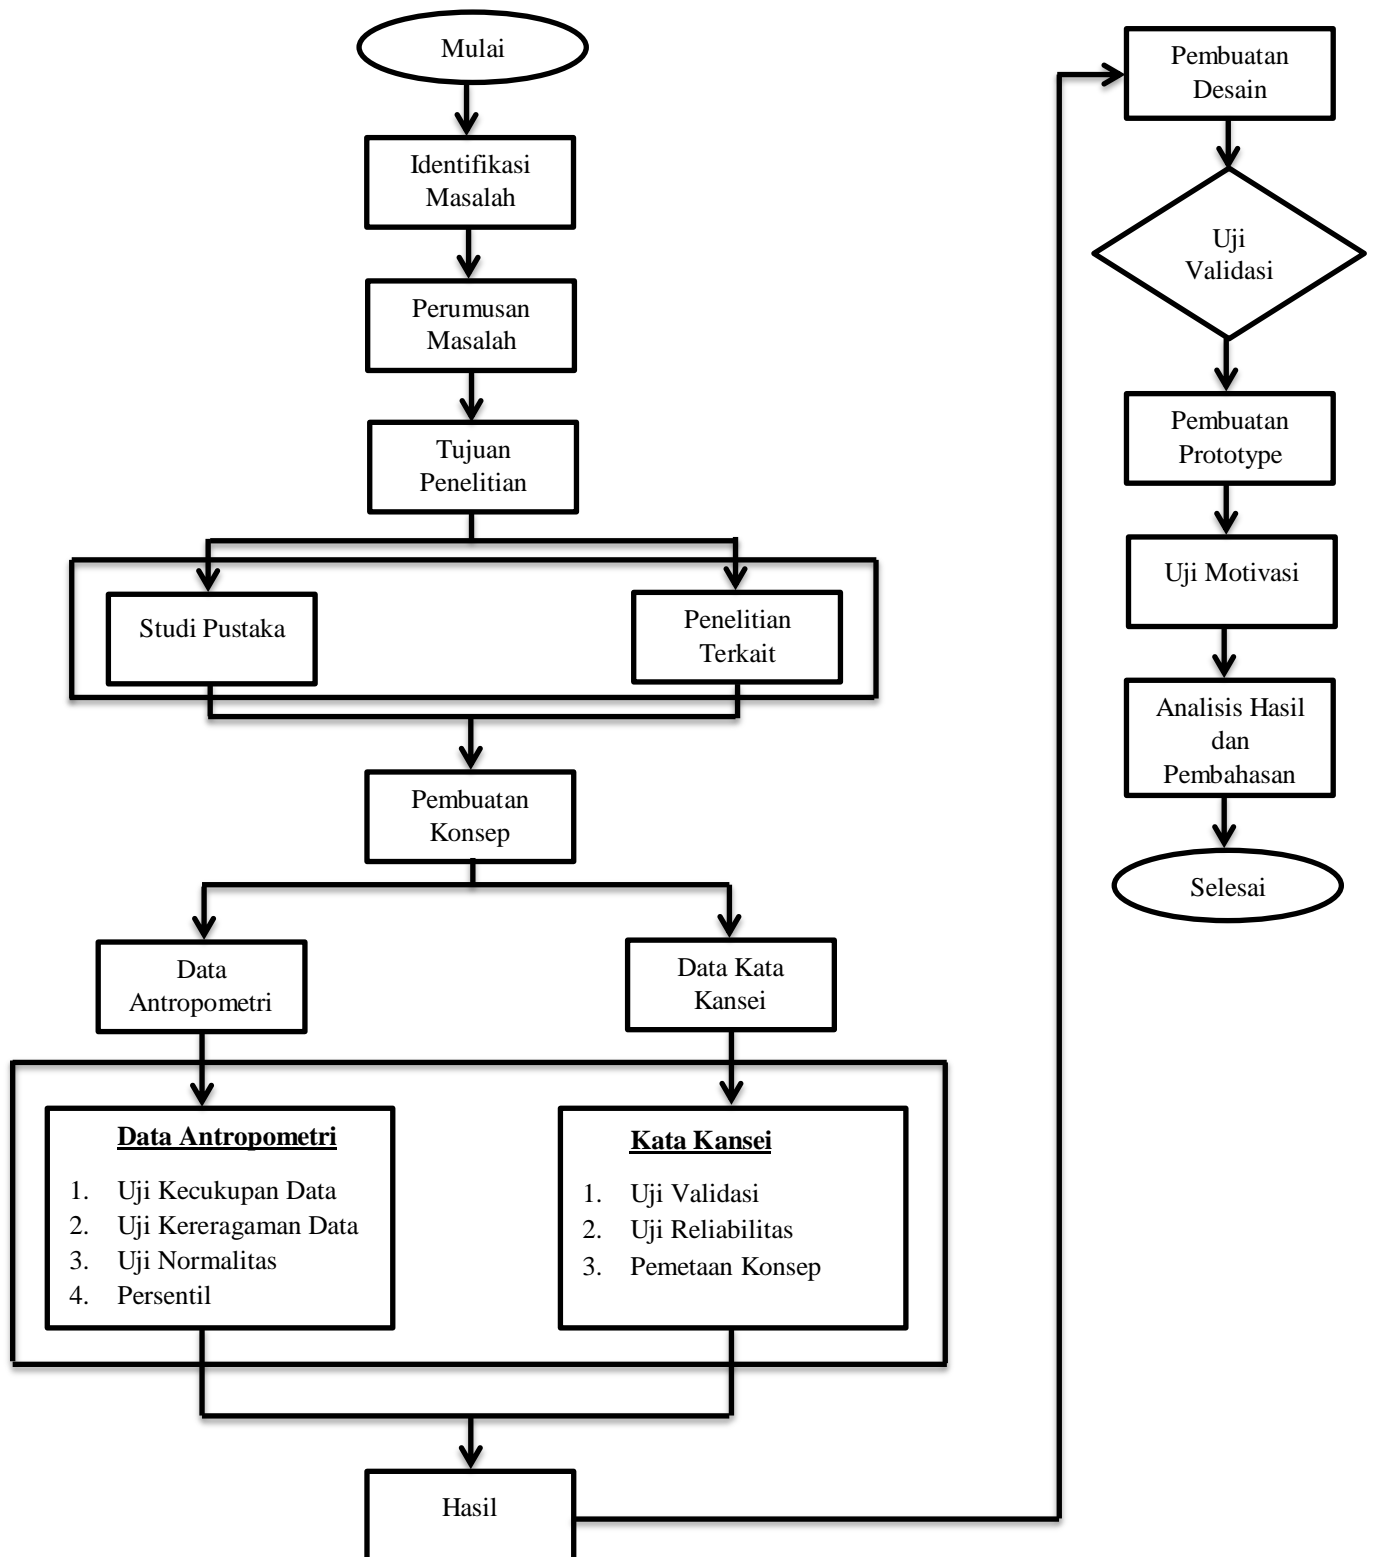 Mulai
Identifikasi
Masalah
Perumusan
Masalah
Tujuan
Penelitian
Studi Pustaka
Penelitian
Terkait
Pembuatan
Konsep
Data
Antropometri
Data Kata
Kansei
Data Antropometri
1. Uji Kecukupan Data
2. Uji Kereragaman Data
3. Uji Normalitas
4. Persentil
Kata Kansei
1. Uji Validasi
2. Uji Reliabilitas
3. Pemetaan Konsep
Hasil
Pembuatan
Desain
Uji
Validasi
Pembuatan
Prototype
Uji Motivasi
Analisis Hasil
dan
Pembahasan
Selesai